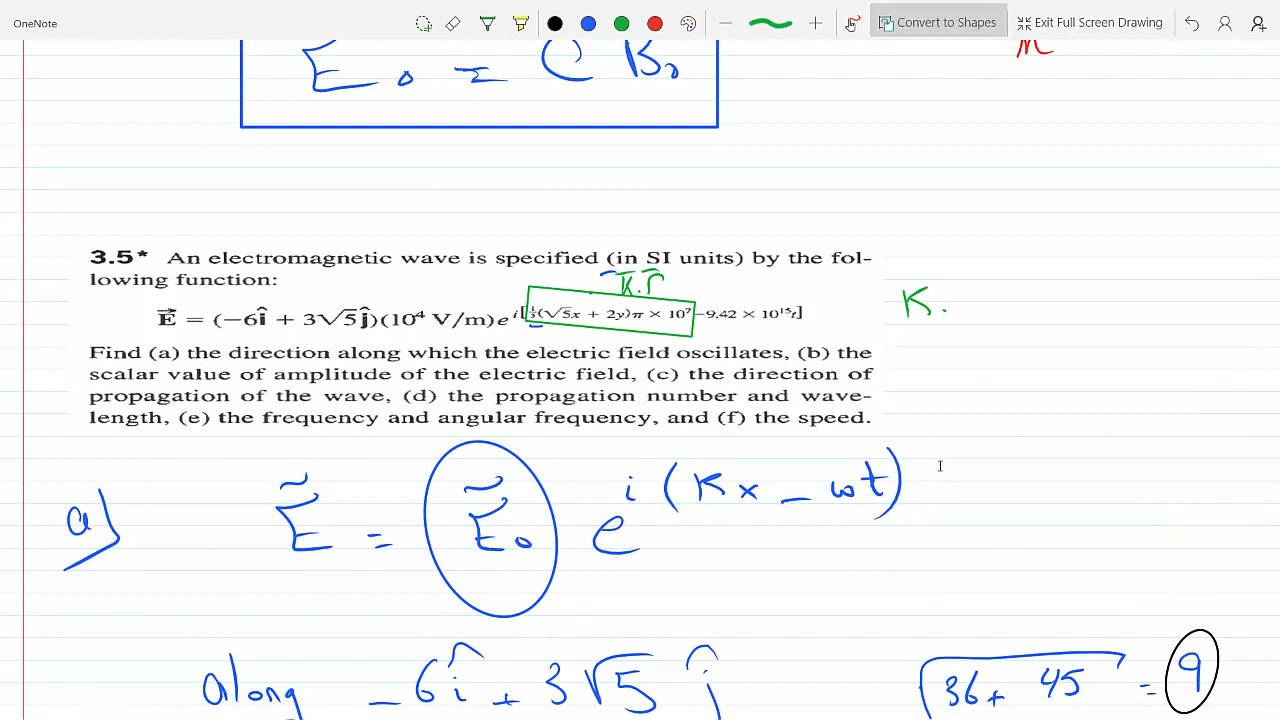 OneNote
Convert to Shapes
Exit Full Screen Drawing
E₀ = C B₀
3.5* An electromagnetic wave is specified (in SI units) by the fol-
lowing function:
K.r
E⃗ = (−6î + 3√5ĵ)(10⁴ V/m)e^i[⅓(√5x + 2y)π × 10⁷ −9.42 × 10¹⁵t]
K.
Find (a) the direction along which the electric field oscillates, (b) the
scalar value of amplitude of the electric field, (c) the direction of
propagation of the wave, (d) the propagation number and wave-
length, (e) the frequency and angular frequency, and (f) the speed.
a) Ẽ = Ẽ₀ e^i(Kx − ωt)
along −6î + 3√5 ĵ √36+45 = 9